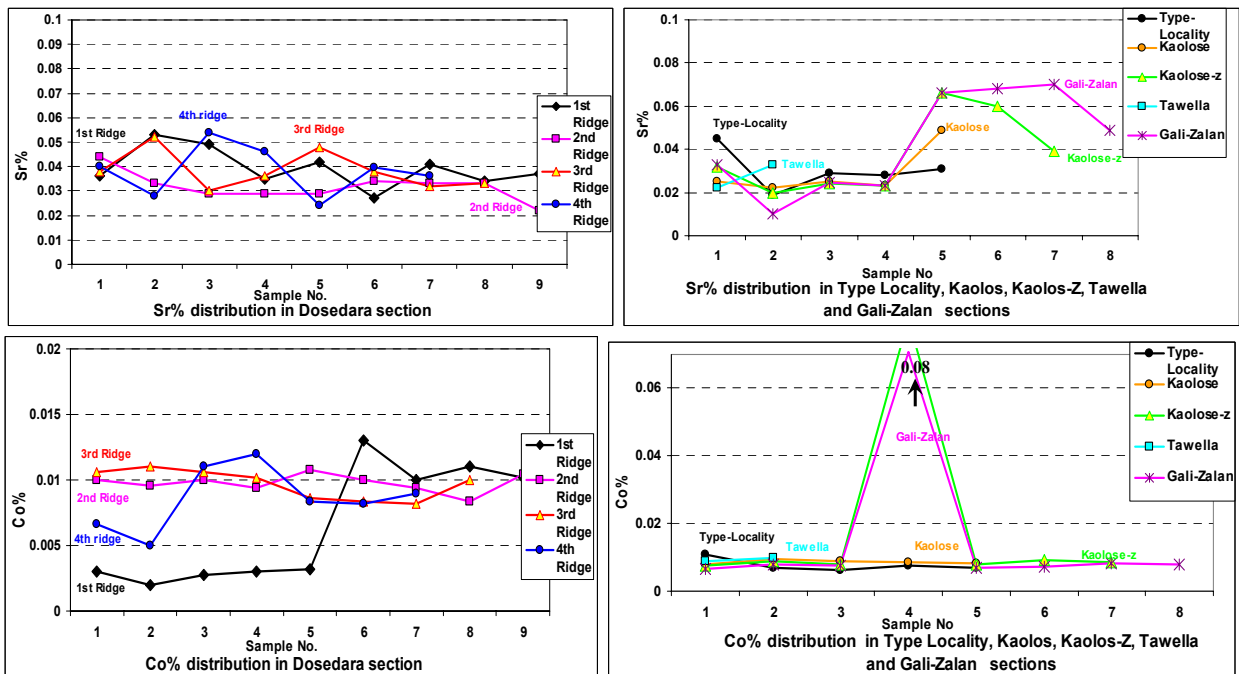 0.1
0.09
0.08
0.07
0.06
0.05
0.04
0.03
0.02
0.01
0
Sr%
1st Ridge
4th ridge
3rd Ridge
2nd Ridge
1 2 3 4 5 6 7 8 9
Sample No.
Sr% distribution in Dosedara section
1st
Ridge
2nd
Ridge
3rd
Ridge
4th
Ridge
0.1
0.08
0.06
0.04
0.02
0
Sr%
Type-Locality
Tawella
Kaolose
Gali-Zalan
Kaolose-z
1 2 3 4 5 6 7 8
Sample No
Sr% distribution in Type Locality, Kaolos, Kaolos-Z, Tawella
and Gali-Zalan sections
Type-
Locality
Kaolose
Kaolose-z
Tawella
Gali-Zalan
0.02
0.015
0.01
0.005
0
Co%
3rd Ridge
2nd Ridge
4th ridge
1st Ridge
1 2 3 4 5 6 7 8 9
Sample No.
Co% distribution in Dosedara section
1st
Ridge
2nd
Ridge
3rd
Ridge
4th
Ridge
0.06
0.04
0.02
0
Co%
0.08
Gali-Zalan
Type-Locality
Tawella
Kaolose
Kaolose-z
1 2 3 4 5 6 7 8
Sample No.
Co% distribution in Type Locality, Kaolos, Kaolos-Z, Tawella
and Gali-Zalan sections
Type-
Locality
Kaolose
Kaolose-z
Tawella
Gali-Zalan